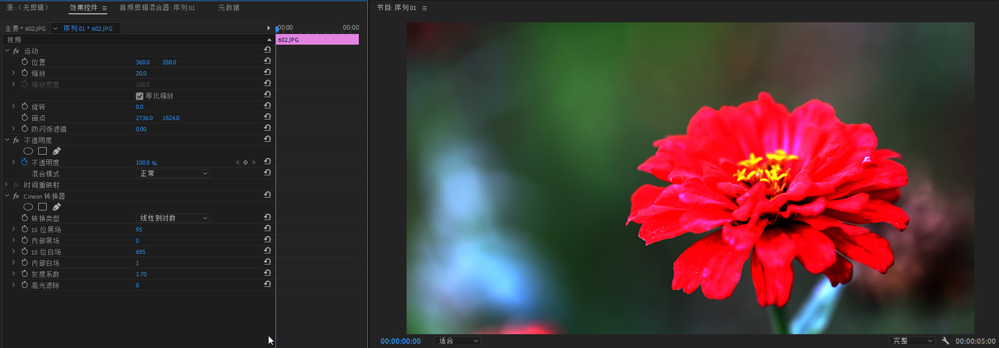 源:（无剪辑）
效果控件
音频剪辑混合器: 序列 01
元数据
主要 * 602.JPG
序列 01 * 602.JPG
00:00
00:00
视频
602.JPG
fx 运动
位置 360.0 288.0
缩放 20.0
缩放宽度 100.0
等比缩放
旋转 0.0
锚点 2736.0 1824.0
防闪烁滤镜 0.00
fx 不透明度
不透明度 100.0 %
混合模式 正常
fx 时间重映射
fx Cineon 转换器
转换类型 线性到对数
10 位黑场 95
内部黑场 0
10 位白场 685
内部白场 1
灰度系数 1.70
高光滤除 0
节目: 序列 01
00:00:00:00
适合
完整
00:00:05:00